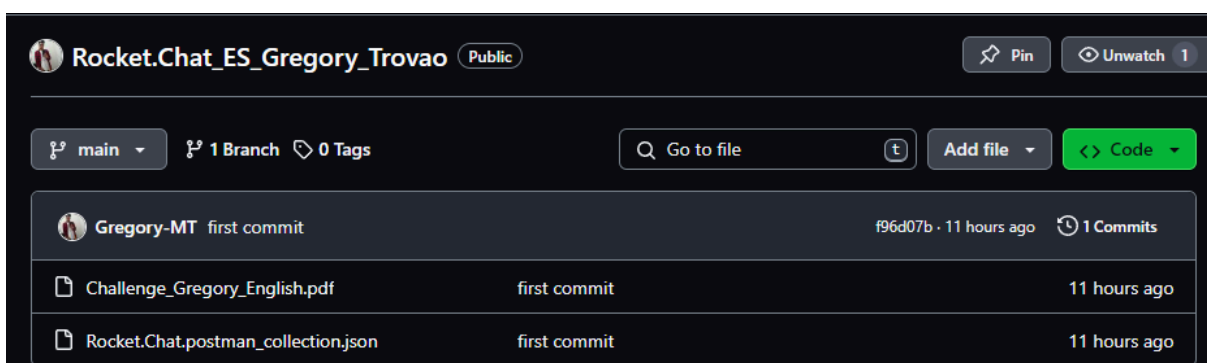 Rocket.Chat_ES_Gregory_Trovao Public Pin Unwatch 1
main 1 Branch 0 Tags Go to file t Add file <> Code
Gregory-MT first commit f96d07b · 11 hours ago 1 Commits
Challenge_Gregory_English.pdf first commit 11 hours ago
Rocket.Chat.postman_collection.json first commit 11 hours ago